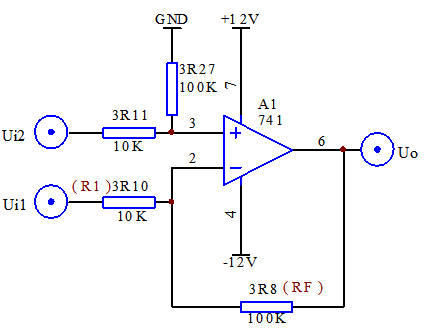 GND
+12V
3R27
100K
7
A1
741
3R11
3
+
6
Ui2
10K
2
−
Uo
(R1)3R10
Ui1
10K
4
-12V
3R8(RF)
100K